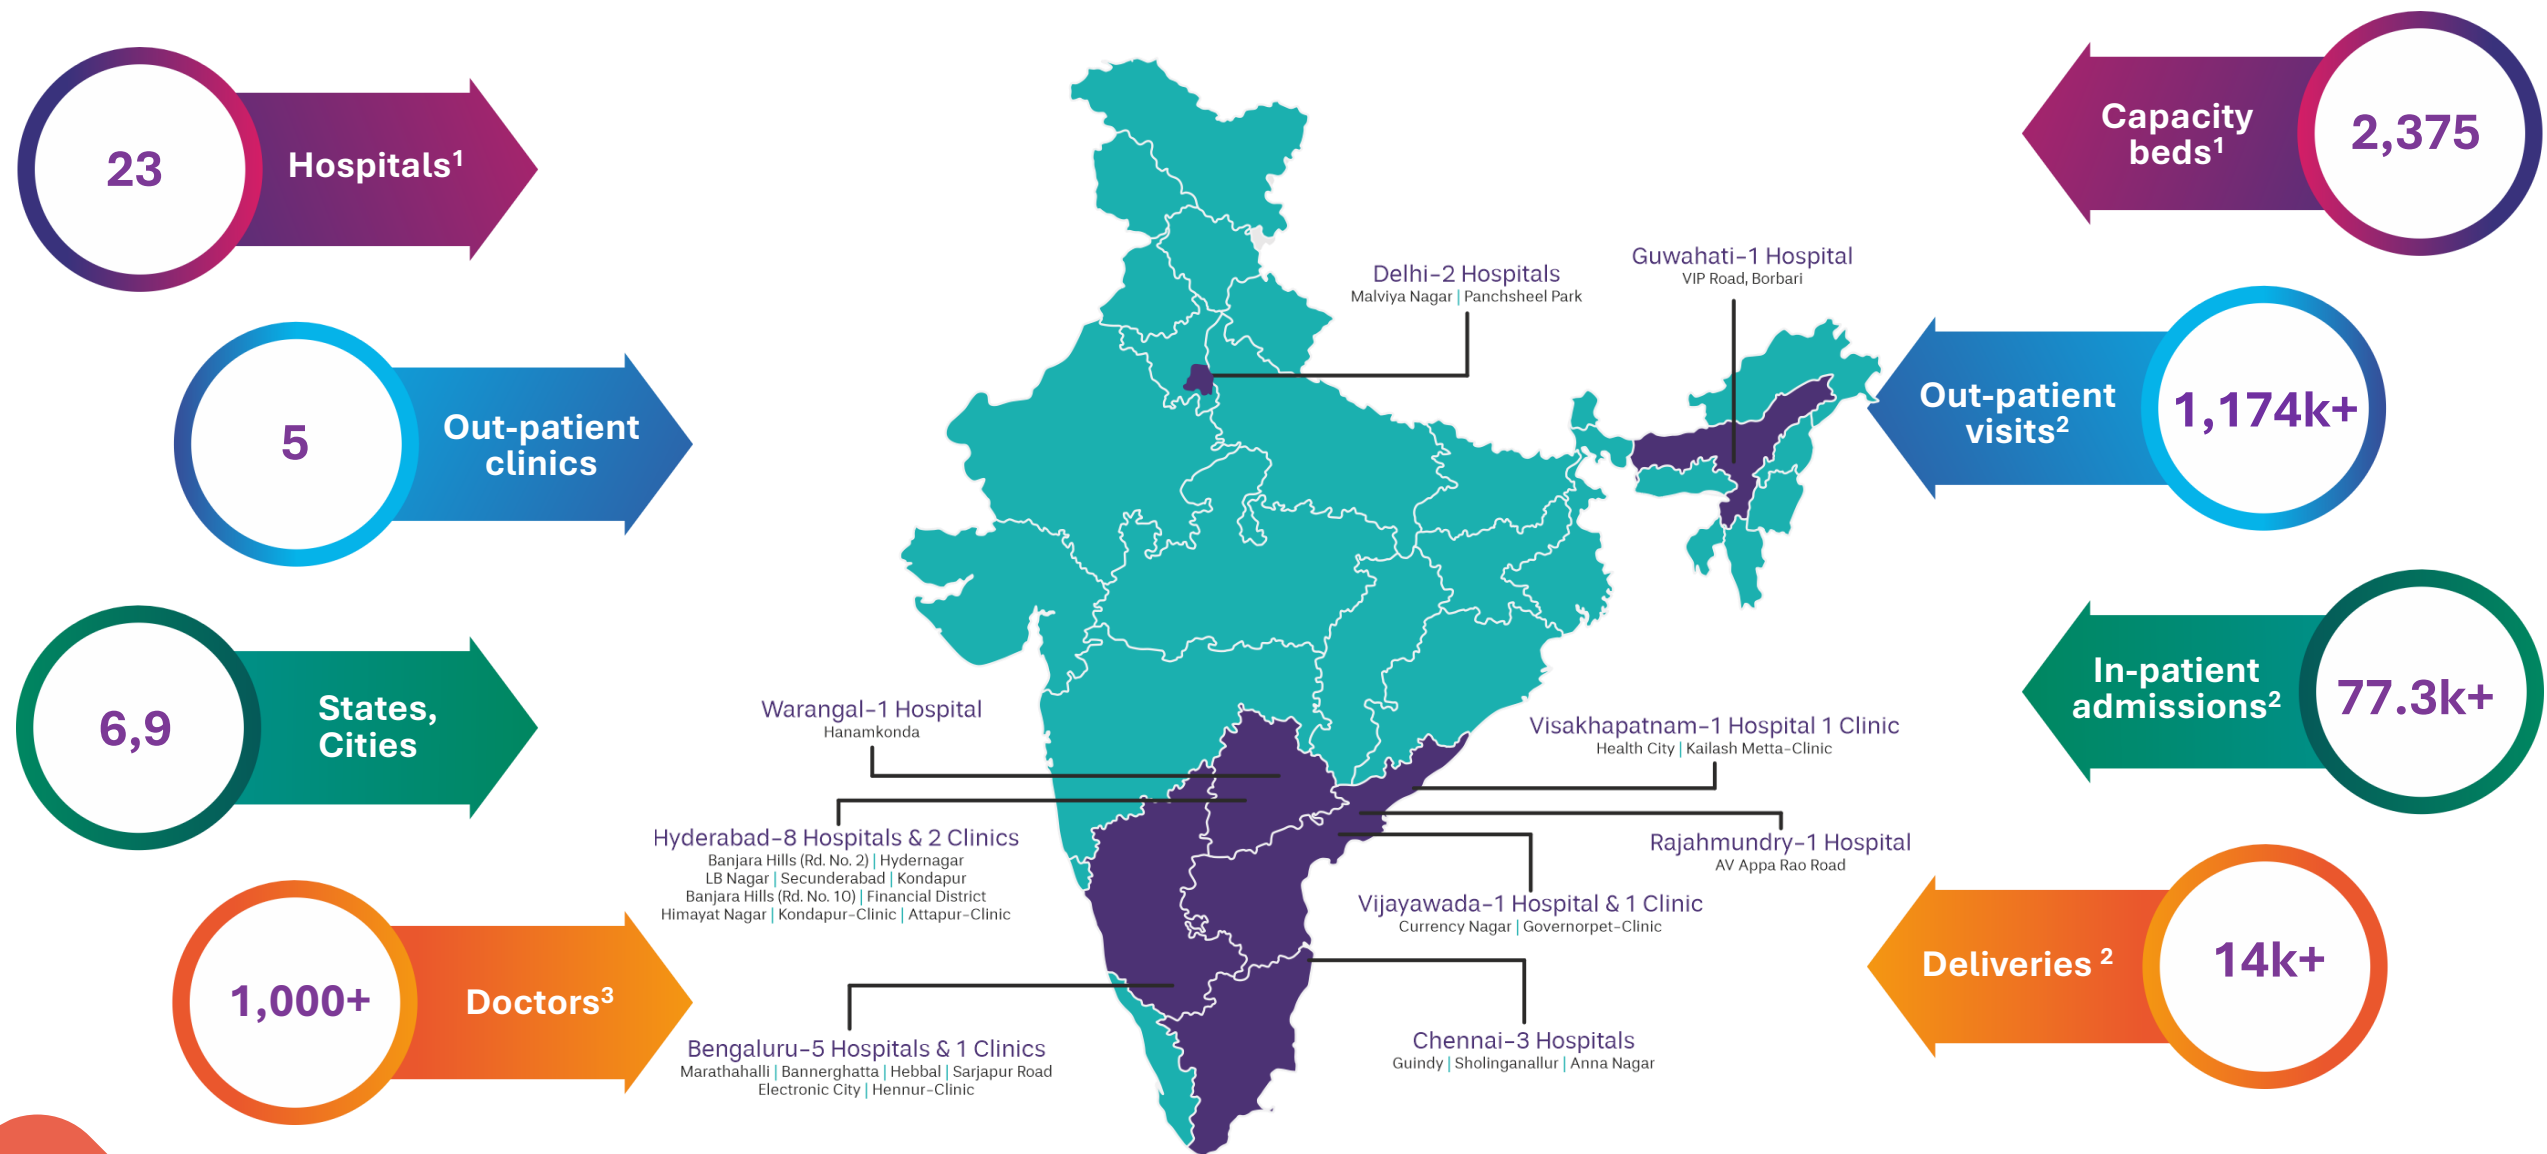 23
Hospitals¹
5
Out-patient
clinics
6,9
States,
Cities
1,000+
Doctors³
Delhi-2 Hospitals
Malviya Nagar | Panchsheel Park
Guwahati-1 Hospital
VIP Road, Borbari
Warangal-1 Hospital
Hanamkonda
Hyderabad-8 Hospitals & 2 Clinics
Banjara Hills (Rd. No. 2) | Hydernagar
LB Nagar | Secunderabad | Kondapur
Banjara Hills (Rd. No. 10) | Financial District
Himayat Nagar | Kondapur-Clinic | Attapur-Clinic
Bengaluru-5 Hospitals & 1 Clinics
Marathahalli | Bannerghatta | Hebbal | Sarjapur Road
Electronic City | Hennur-Clinic
Visakhapatnam-1 Hospital 1 Clinic
Health City | Kailash Metta-Clinic
Rajahmundry-1 Hospital
AV Appa Rao Road
Vijayawada-1 Hospital & 1 Clinic
Currency Nagar | Governorpet-Clinic
Chennai-3 Hospitals
Guindy | Sholinganallur | Anna Nagar
Capacity
beds¹
2,375
Out-patient
visits²
1,174k+
In-patient
admissions²
77.3k+
Deliveries ²
14k+